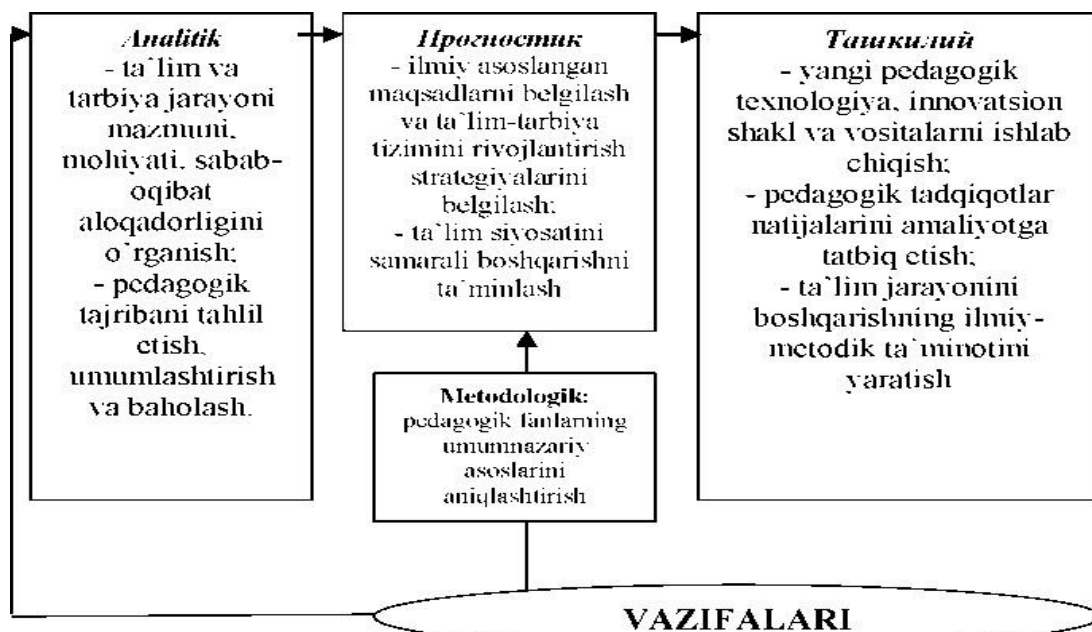 Analitik
- ta`lim va
tarbiya jarayoni
mazmuni,
mohiyati, sabab-
oqibat
aloqadorligini
o`rganish;
- pedagogik
tajribani tahlil
etish,
umumlashtirish
va baholash.
Прогностик
- ilmiy asoslangan
maqsadlarni belgilash
va ta`lim-tarbiya
tizimini rivojlantirish
strategiyalarini
belgilash;
- ta`lim siyosatini
samarali boshqarishni
ta`minlash
Ташкилий
- yangi pedagogik
texnologiya, innovatsion
shakl va vositalarni ishlab
chiqish;
- pedagogik tadqiqotlar
natijalarini amaliyotga
tatbiq etish;
- ta`lim jarayonini
boshqarishning ilmiy-
metodik ta`minotini
yaratish
Metodologik:
pedagogik fanlarning
umumnazariy
asoslarini
aniqlashtirish
VAZIFALARI